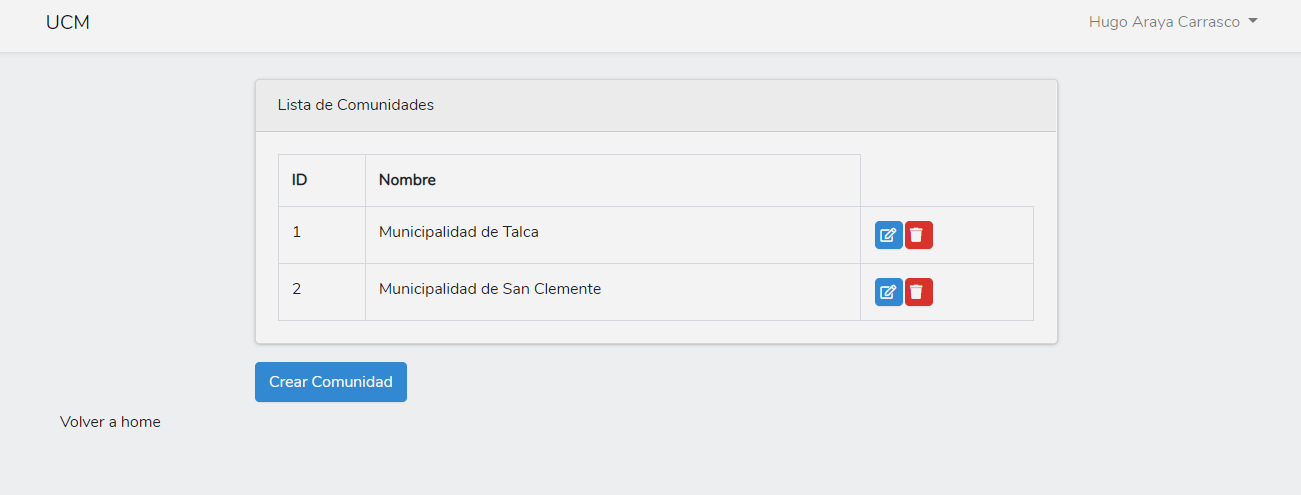 UCM
Hugo Araya Carrasco
Lista de Comunidades
ID Nombre
1 Municipalidad de Talca
2 Municipalidad de San Clemente
Crear Comunidad
Volver a home